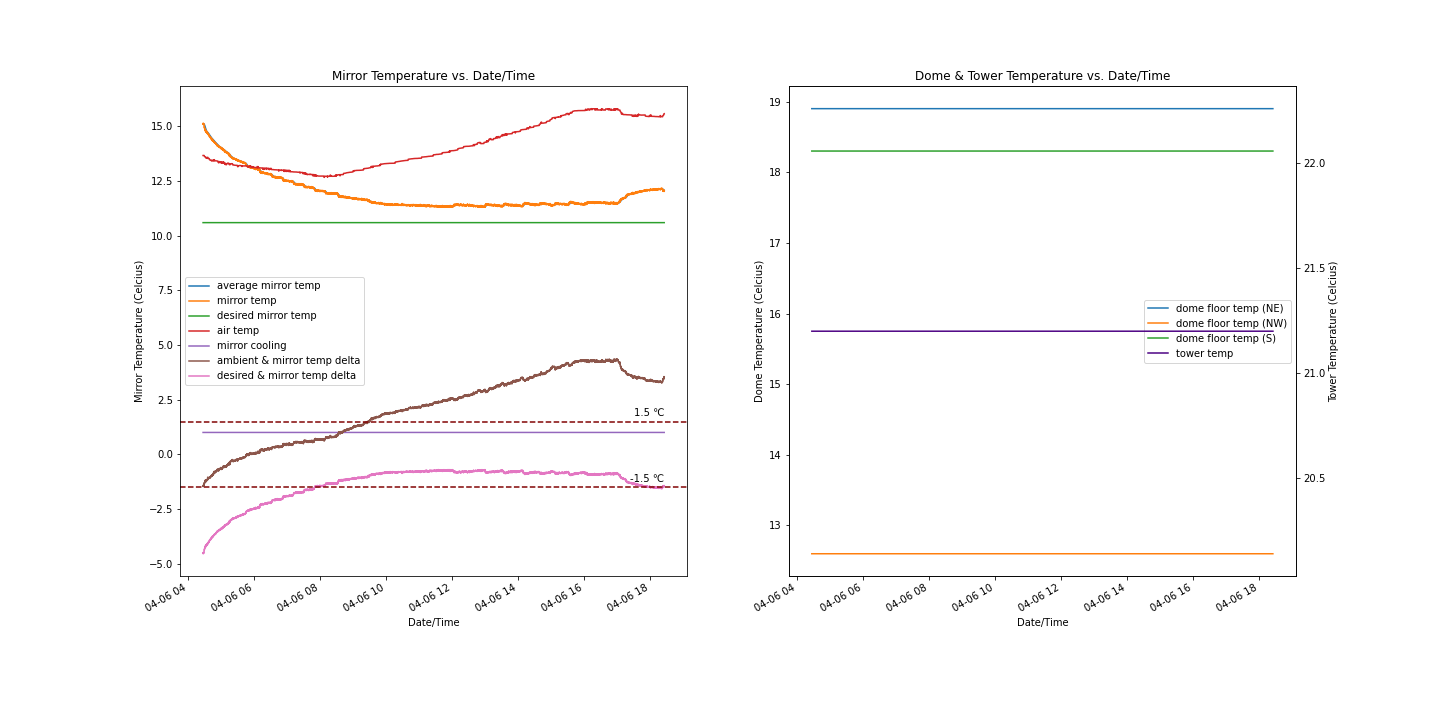 Mirror Temperature vs. Date/Time
Mirror Temperature (Celcius)
15.0
12.5
10.0
7.5
5.0
2.5
0.0
−2.5
−5.0
average mirror temp
mirror temp
desired mirror temp
air temp
mirror cooling
ambient & mirror temp delta
desired & mirror temp delta
1.5 °C
-1.5 °C
04-06 04
04-06 06
04-06 08
04-06 10
04-06 12
04-06 14
04-06 16
04-06 18
Date/Time
Dome & Tower Temperature vs. Date/Time
Dome Temperature (Celcius)
19
18
17
16
15
14
13
dome floor temp (NE)
dome floor temp (NW)
dome floor temp (S)
tower temp
22.0
21.5
21.0
20.5
Tower Temperature (Celcius)
04-06 04
04-06 06
04-06 08
04-06 10
04-06 12
04-06 14
04-06 16
04-06 18
Date/Time